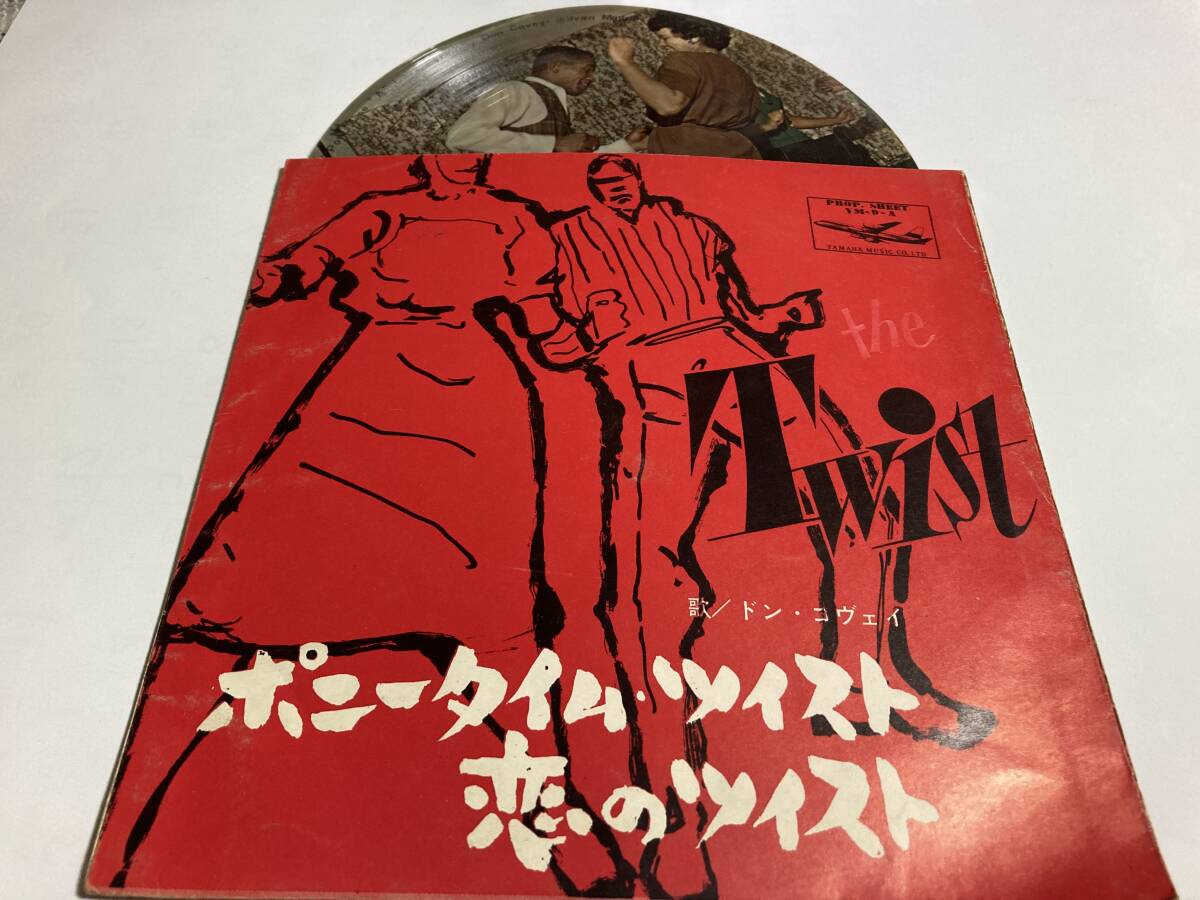 PROP. SHEET
YM-9-A
YAMAHA MUSIC CO, LTD
the
Twist
歌/ドン・コヴェイ
ポニータイム・ツイスト
恋のツイスト